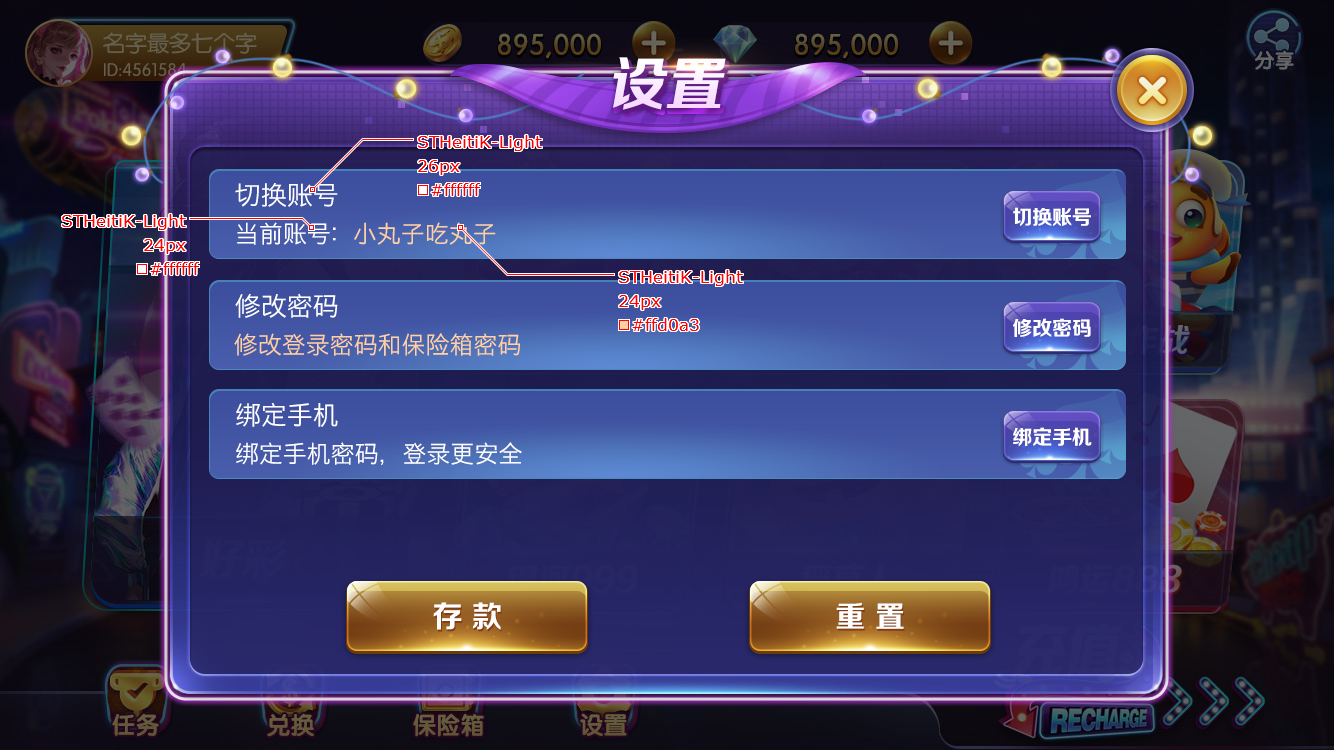 名字最多七个字
ID:4561584
895,000
895,000
分享
设置
STHeitiK-Light
26px
#ffffff
切换账号
切换账号
STHeitiK-Light
24px
#ffffff
当前账号：小丸子吃丸子
STHeitiK-Light
24px
#ffd0a3
修改密码
修改登录密码和保险箱密码
修改密码
绑定手机
绑定手机密码，登录更安全
绑定手机
存款
重置
任务
兑换
保险箱
设置
RECHARGE